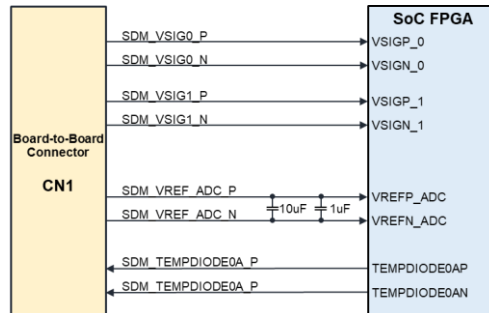 SoC FPGA
SDM_VSIG0_P
VSIGP_0
SDM_VSIG0_N
VSIGN_0
SDM_VSIG1_P
VSIGP_1
SDM_VSIG1_N
VSIGN_1
Board-to-Board
Connector
CN1
SDM_VREF_ADC_P
VREFP_ADC
10uF
1uF
SDM_VREF_ADC_N
VREFN_ADC
SDM_TEMPDIODE0A_P
TEMPDIODE0AP
SDM_TEMPDIODE0A_P
TEMPDIODE0AN